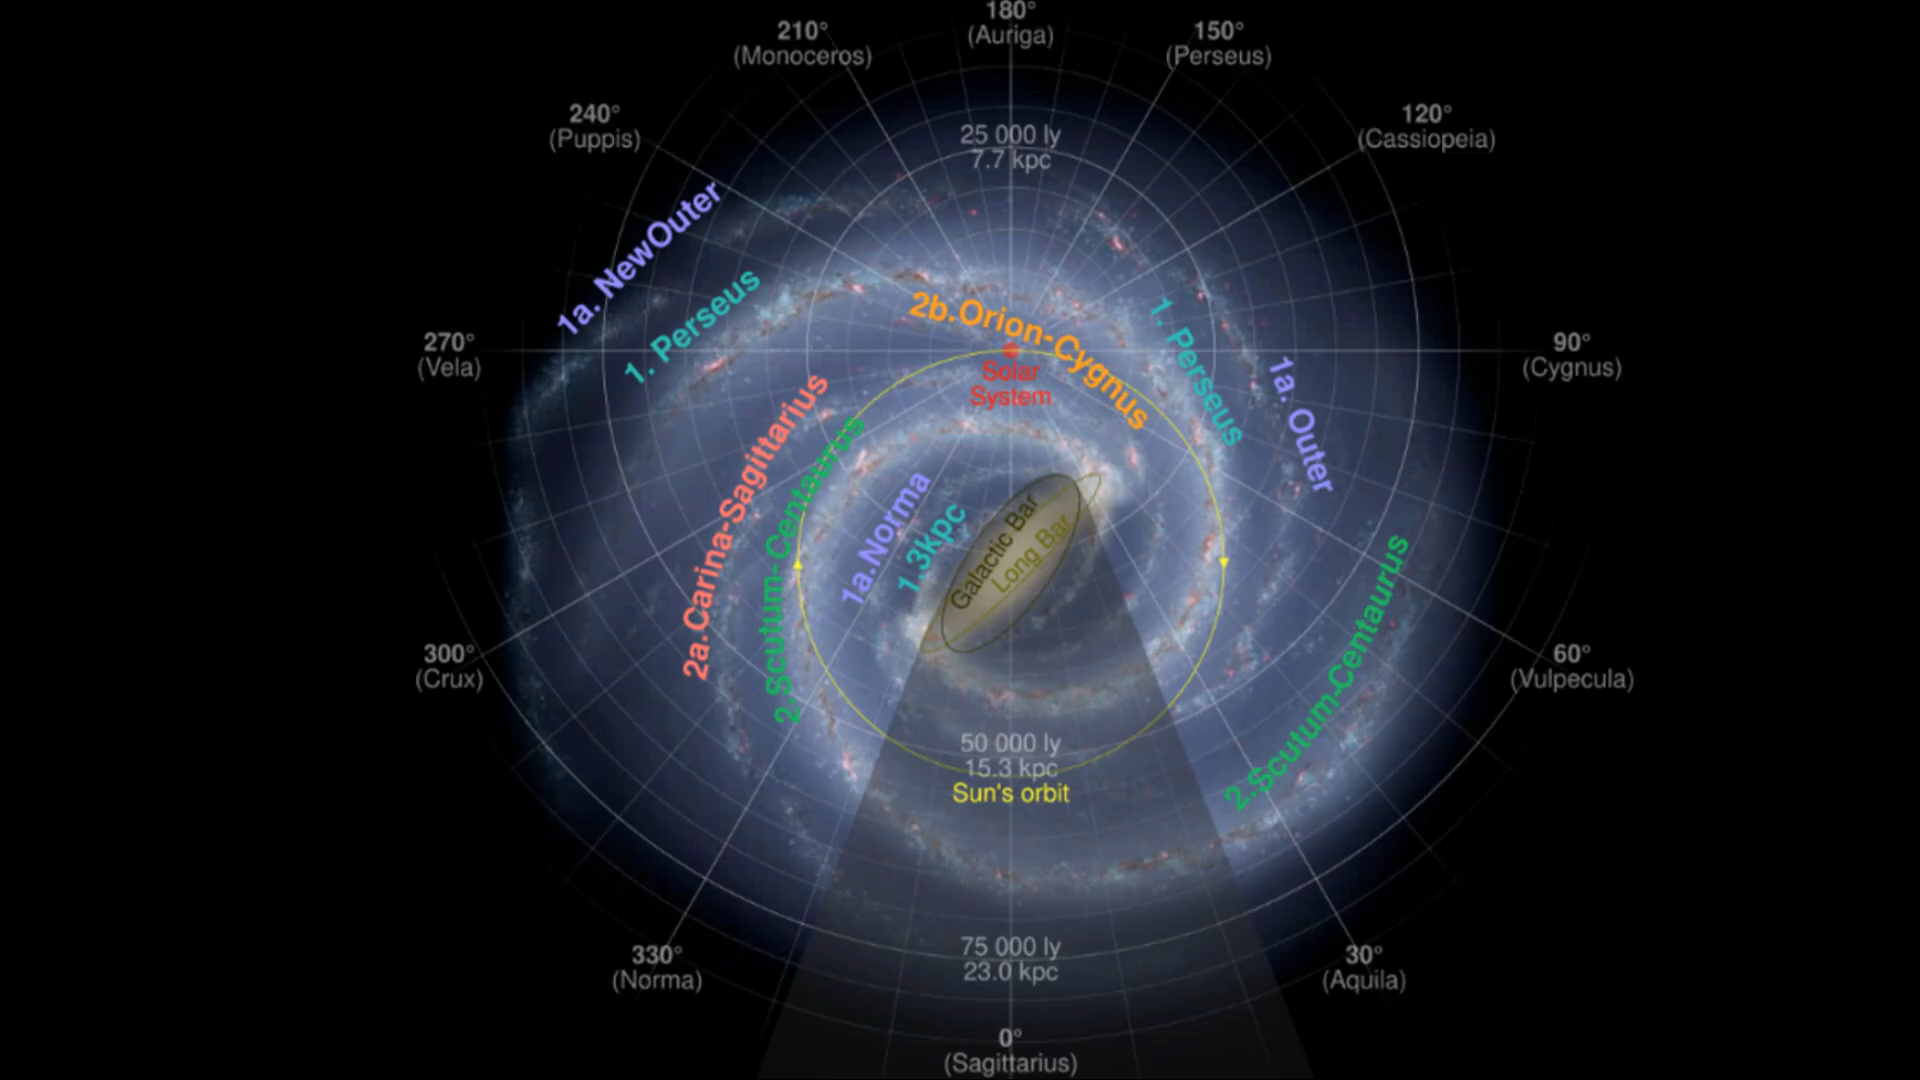 180°
(Auriga)
210°
(Monoceros)
150°
(Perseus)
240°
(Puppis)
120°
(Cassiopeia)
25 000 ly
7.7 kpc
1a. NewOuter
1. Perseus
2b.Orion-Cygnus
1. Perseus
270°
(Vela)
90°
(Cygnus)
Solar
System
1a. Outer
2a.Carina-Sagittarius
2.Scutum-Centaurus
1a.Norma
1.3kpc
Galactic Bar
Long Bar
2.Scutum-Centaurus
300°
(Crux)
60°
(Vulpecula)
50 000 ly
15.3 kpc
Sun's orbit
75 000 ly
23.0 kpc
330°
(Norma)
30°
(Aquila)
0°
(Sagittarius)